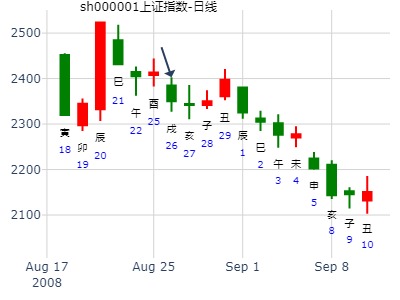 sh000001上证指数-日线
2500
2400
2300
2200
2100
寅
18
卯
19
辰
20
巳
21
午
22
酉
25
戌
26
亥
27
子
28
丑
29
辰
1
巳
2
午
3
未
4
申
5
亥
8
子
9
丑
10
Aug 17
2008
Aug 25
Sep 1
Sep 8